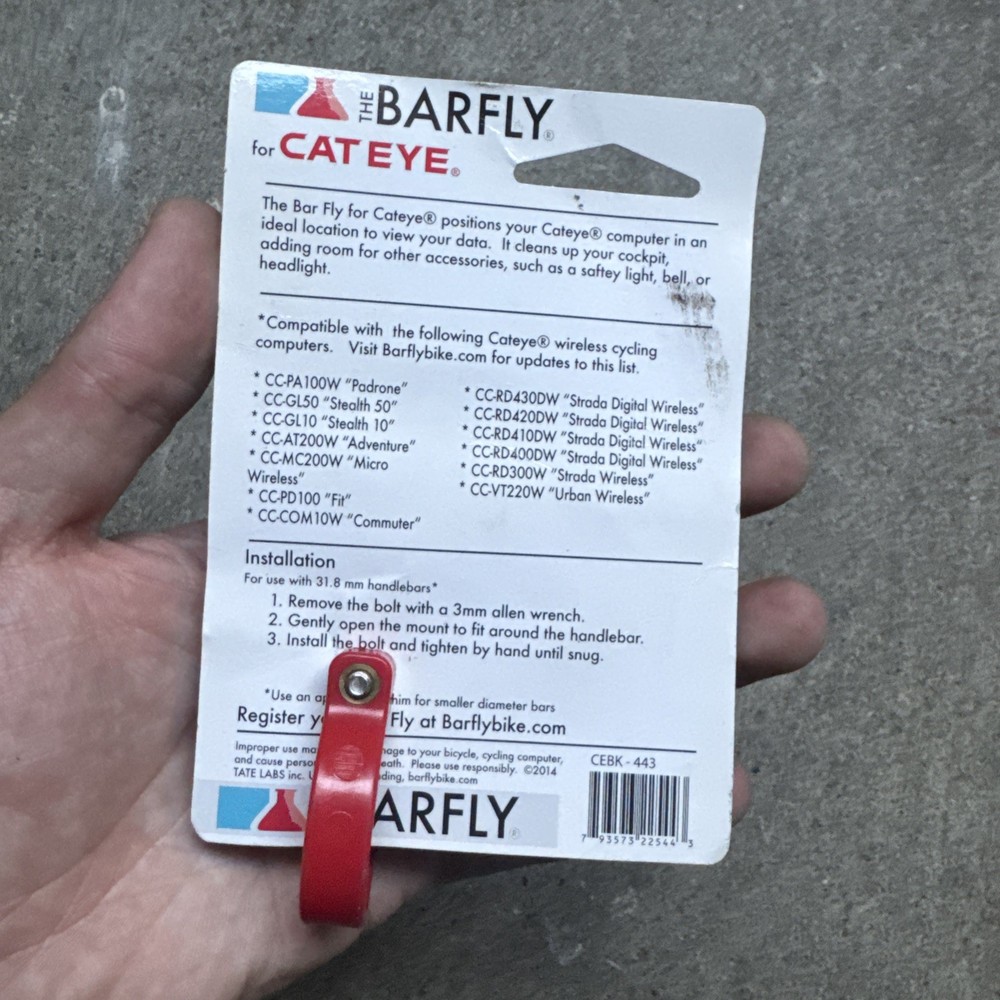 THE BARFLY®
for CAT EYE®
The Bar Fly for Cateye® positions your Cateye® computer in an
ideal location to view your data. It cleans up your cockpit,
adding room for other accessories, such as a saftey light, bell, or
headlight.
*Compatible with the following Cateye® wireless cycling
computers. Visit Barflybike.com for updates to this list.
* CC-PA100W "Padrone"
* CC-GL50 "Stealth 50"
* CC-GL10 "Stealth 10"
* CC-AT200W "Adventure"
* CC-MC200W "Micro
Wireless"
* CC-PD100 "Fit"
* CC-COM10W "Commuter"
* CC-RD430DW "Strada Digital Wireless"
* CC-RD420DW "Strada Digital Wireless"
* CC-RD410DW "Strada Digital Wireless"
* CC-RD400DW "Strada Digital Wireless"
* CC-RD300W "Strada Wireless"
* CC-VT220W "Urban Wireless"
Installation
For use with 31.8 mm handlebars*
1. Remove the bolt with a 3mm allen wrench.
2. Gently open the mount to fit around the handlebar.
3. Install the bolt and tighten by hand until snug.
*Use an for smaller diameter bars
Register Fly at Barflybike.com
Improper use to your bicycle, cycling computer,
and cause Please use responsibly. ©2014
TATE LABS inc. barflybike.com
ARFLY®
CEBK - 443
7 93573 22544 3